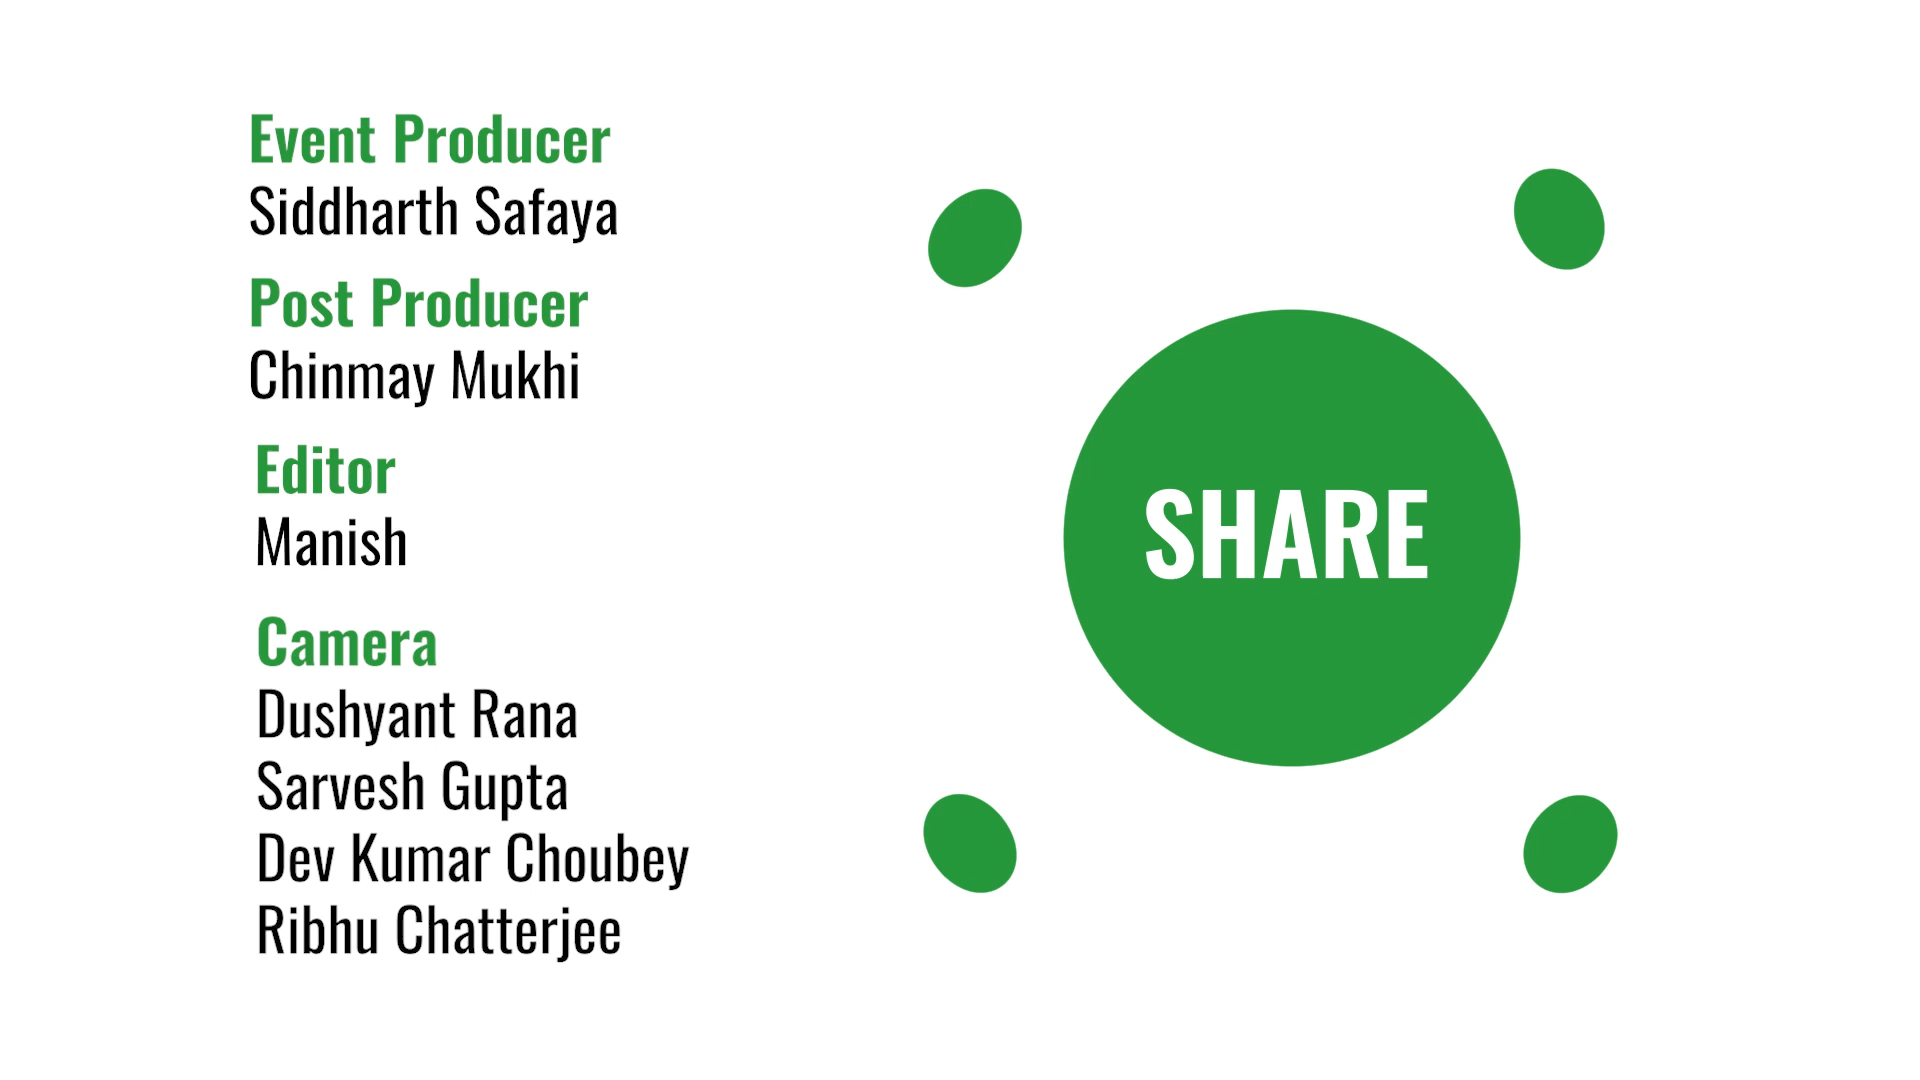 Event Producer
Siddharth Safaya
Post Producer
Chinmay Mukhi
Editor
Manish
Camera
Dushyant Rana
Sarvesh Gupta
Dev Kumar Choubey
Ribhu Chatterjee
SHARE